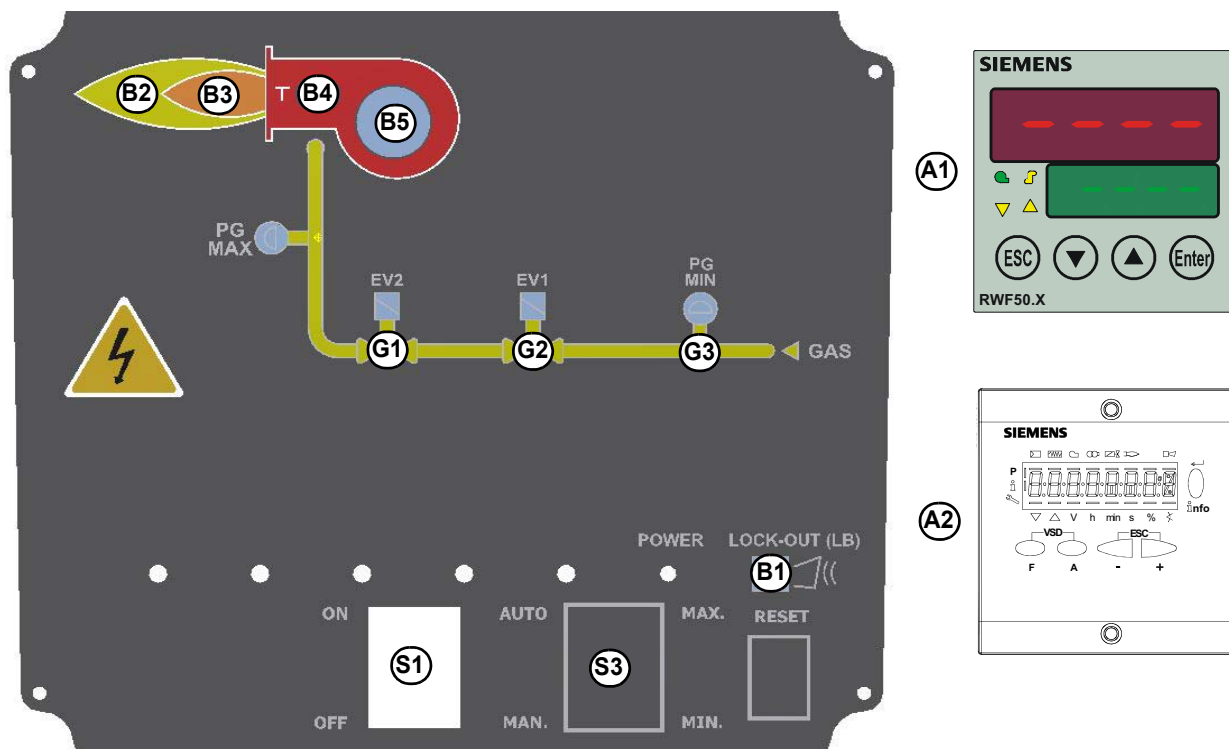 SIEMENS
B2 B3 T B4 B5
A1
ESC Enter
RWF50.X
PG
MAX
EV2 EV1 PG
MIN
G1 G2 G3 GAS
SIEMENS
P
info
V h min s %
VSD ESC
F A - +
A2
POWER LOCK-OUT (LB)
B1
ON AUTO MAX. RESET
S1 S3
OFF MAN. MIN.